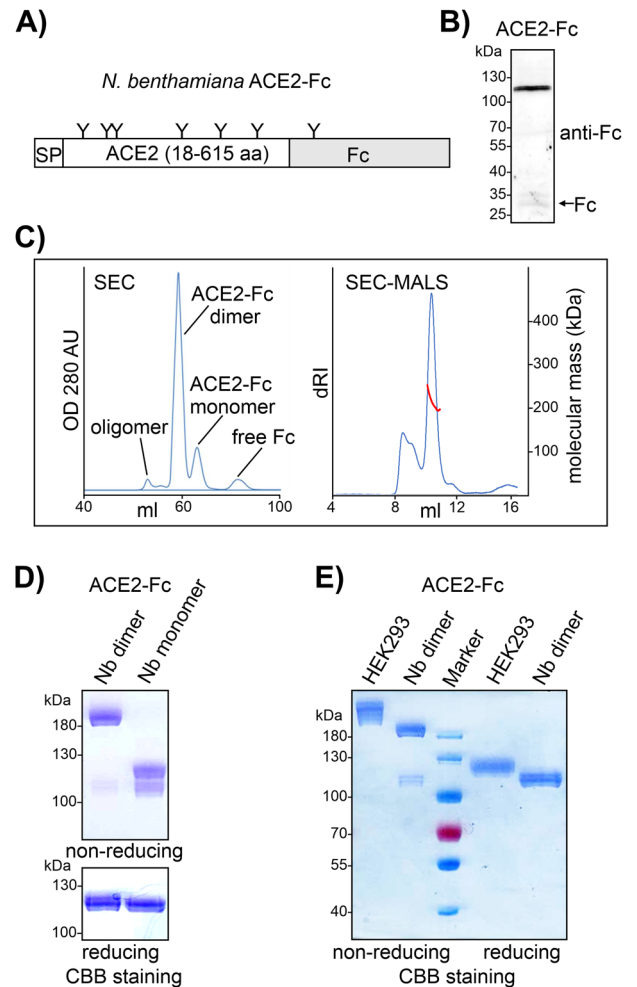 A)
N. benthamiana ACE2-Fc
Y YY Y Y Y Y
SP ACE2 (18-615 aa) Fc
B)
ACE2-Fc
kDa
130-
100-
70-
55-
40-
35-
25-
anti-Fc
Fc
C)
SEC
OD 280 AU
ACE2-Fc
dimer
ACE2-Fc
monomer
oligomer
free Fc
40 60 100
ml
SEC-MALS
dRI
molecular mass (kDa)
400
300
200
100
4 8 12 16
ml
D)
ACE2-Fc
Nb dimer
Nb monomer
kDa
180-
130-
100-
non-reducing
kDa
130-
100-
reducing
CBB staining
E)
ACE2-Fc
HEK293
Nb dimer
Marker
HEK293
Nb dimer
kDa
180-
130-
100-
70-
55-
40-
non-reducing reducing
CBB staining